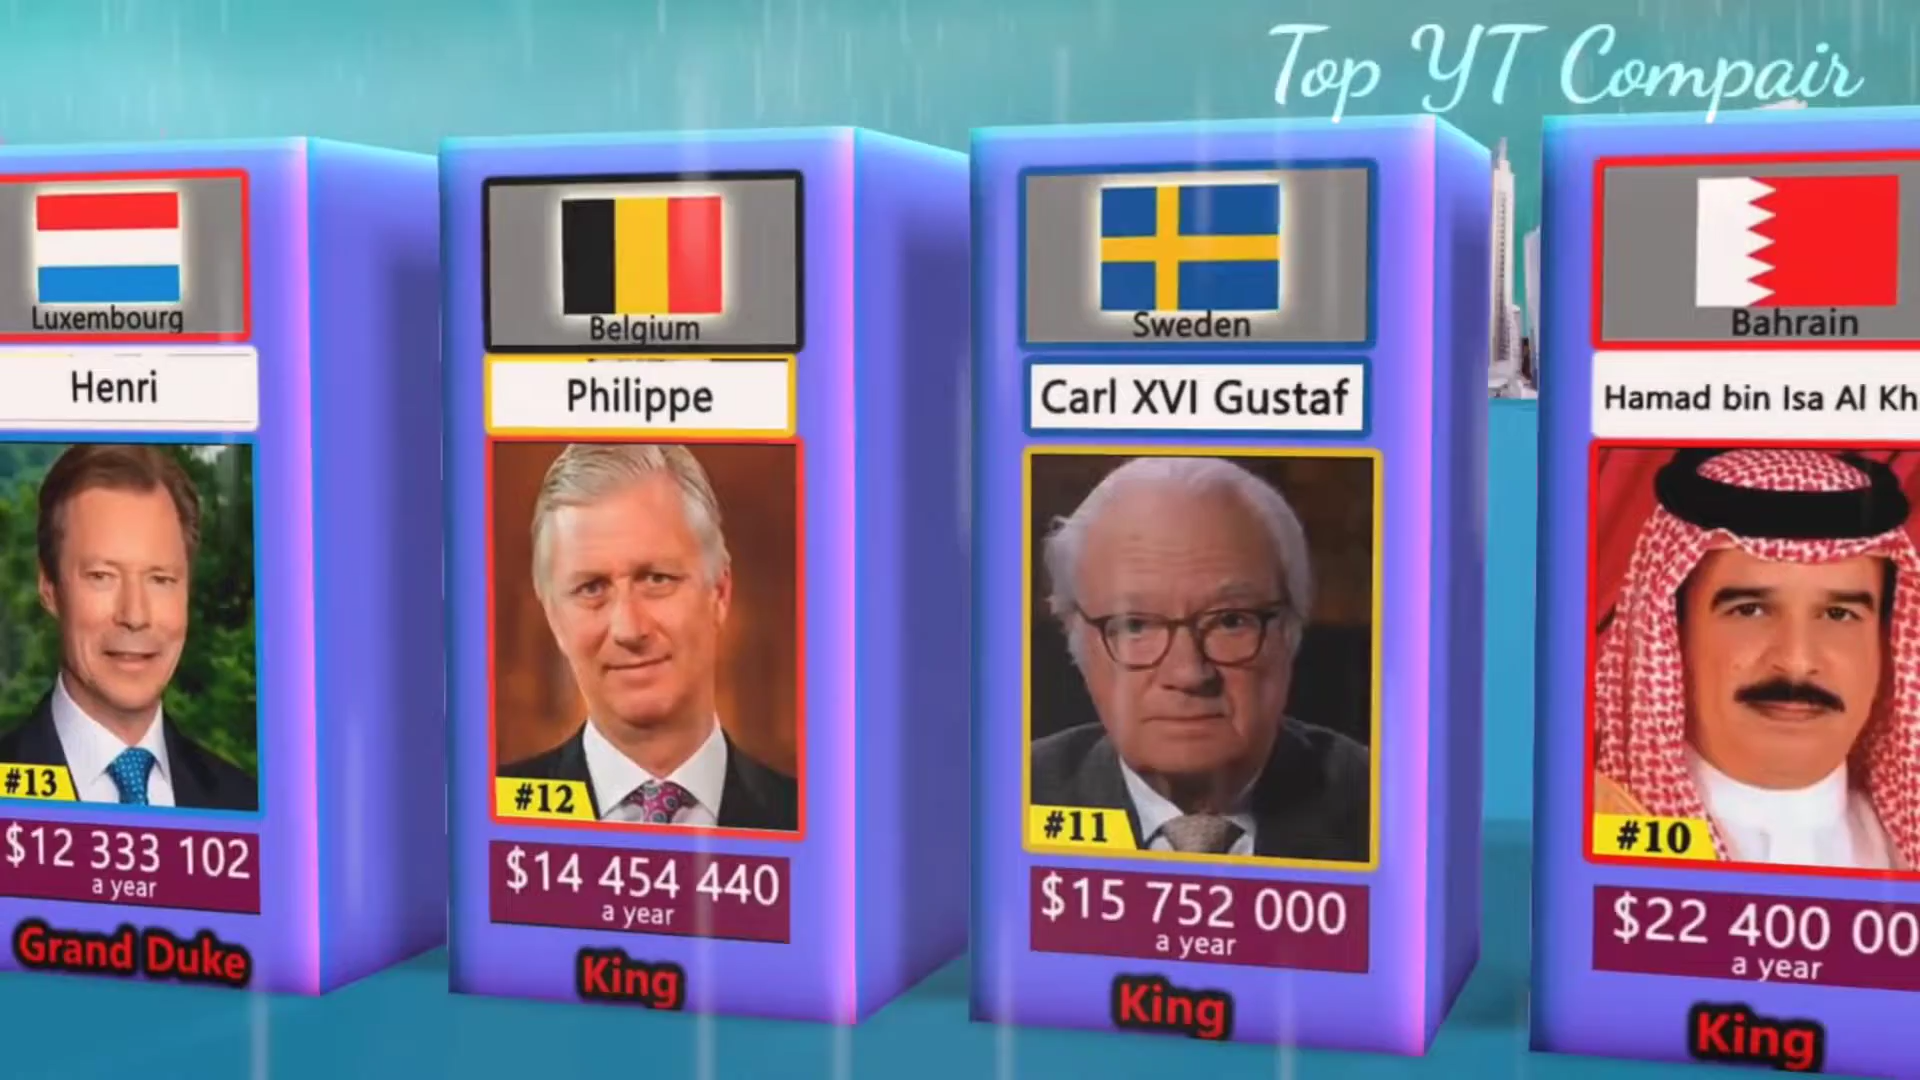 Top YT Compair
Luxembourg
Henri
#13
$12 333 102
a year
Grand Duke
Belgium
Philippe
#12
$14 454 440
a year
King
Sweden
Carl XVI Gustaf
#11
$15 752 000
a year
King
Bahrain
Hamad bin Isa Al Kh
#10
$22 400 00
a year
King